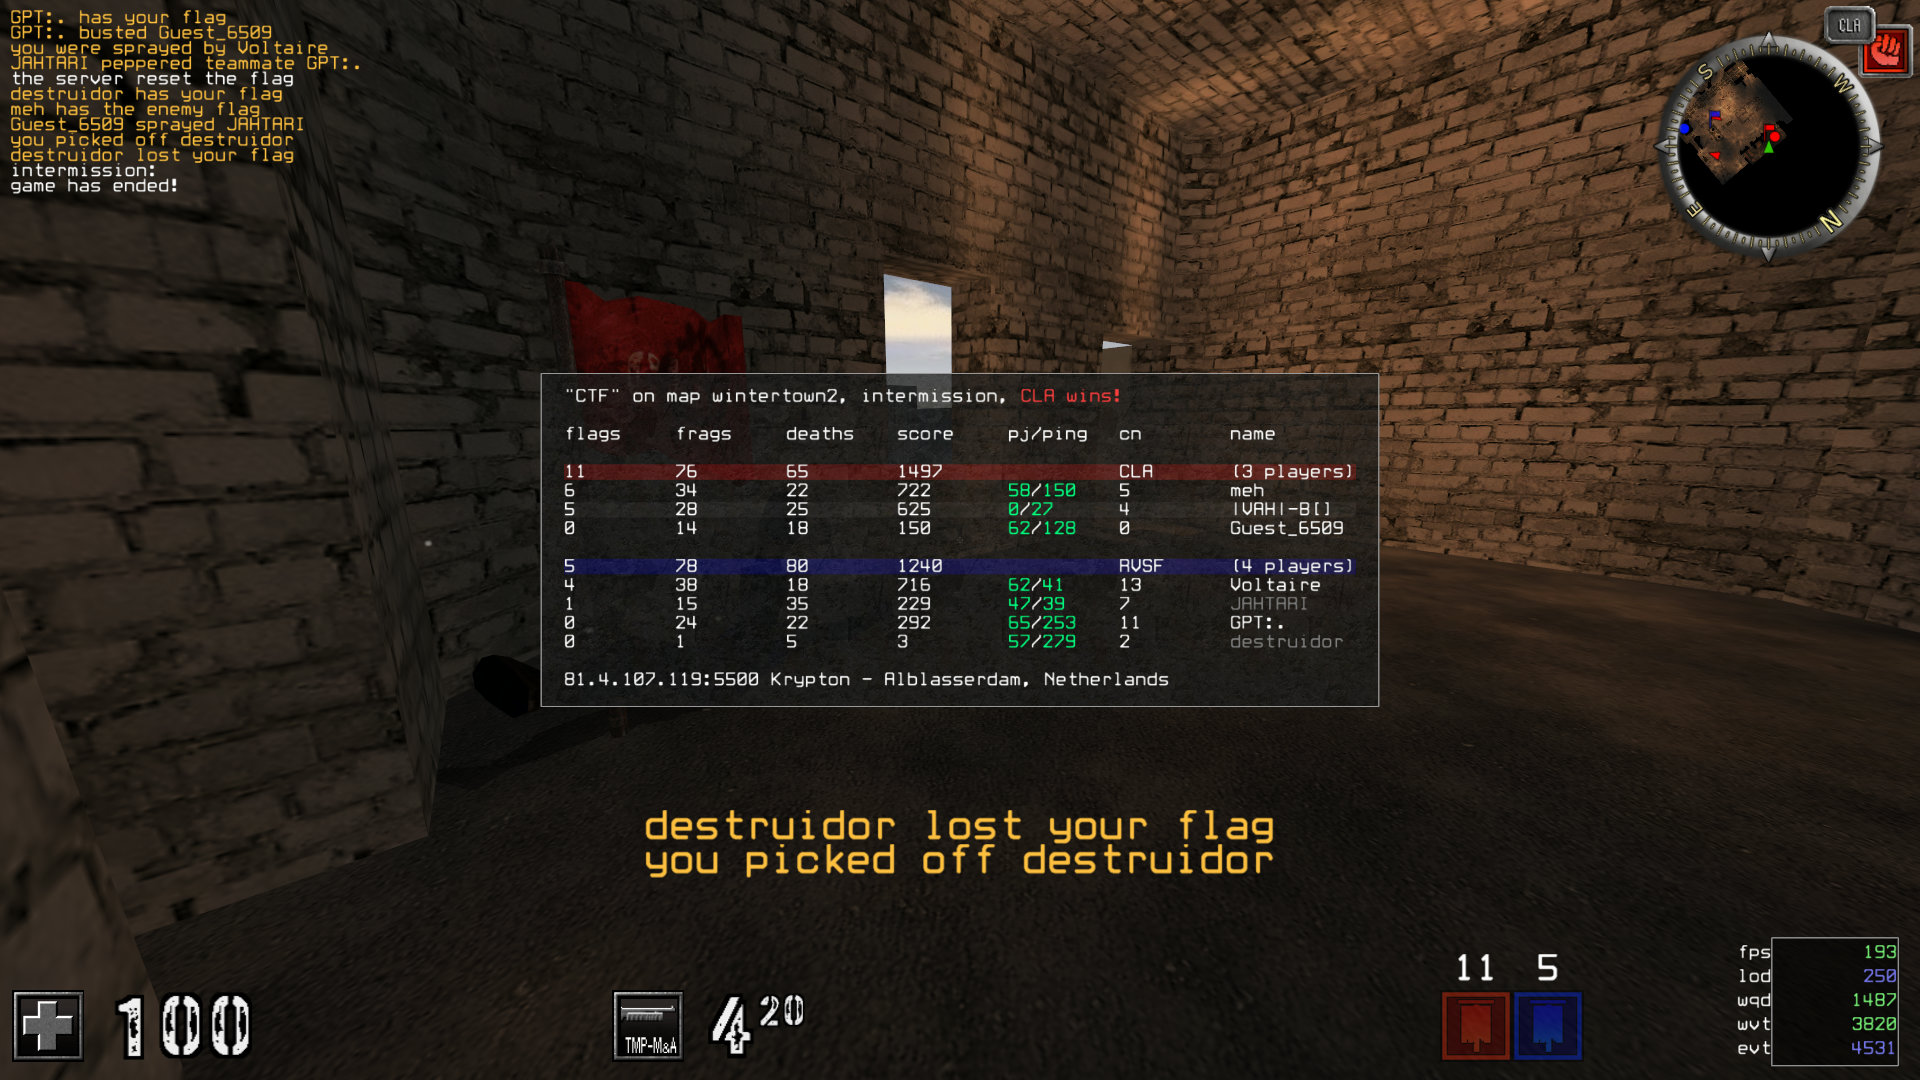 GPT:. has your flag
GPT:. busted Guest_6509
you were sprayed by Voltaire
JAHTARI peppered teammate GPT:.
the server reset the flag
destruidor has your flag
meh has the enemy flag
Guest_6509 sprayed JAHTARI
you picked off destruidor
destruidor lost your flag
intermission:
game has ended!
CLA
S W E N
"CTF" on map wintertown2, intermission, CLA wins!
flags frags deaths score pj/ping cn name
11 76 65 1497 CLA (3 players)
6 34 22 722 58/150 5 meh
5 28 25 625 0/27 4 |VAH|-B[]
0 14 18 150 62/128 0 Guest_6509
5 78 80 1240 RVSF (4 players)
4 38 18 716 62/41 13 Voltaire
1 15 35 229 47/39 7 JAHTARI
0 24 22 292 65/253 11 GPT:.
0 1 5 3 57/279 2 destruidor
81.4.107.119:5500 Krypton - Alblasserdam, Netherlands
destruidor lost your flag
you picked off destruidor
100
TMP-M&A
4 20
11 5
fps 193
lod 250
wqd 1487
wvt 3820
evt 4531